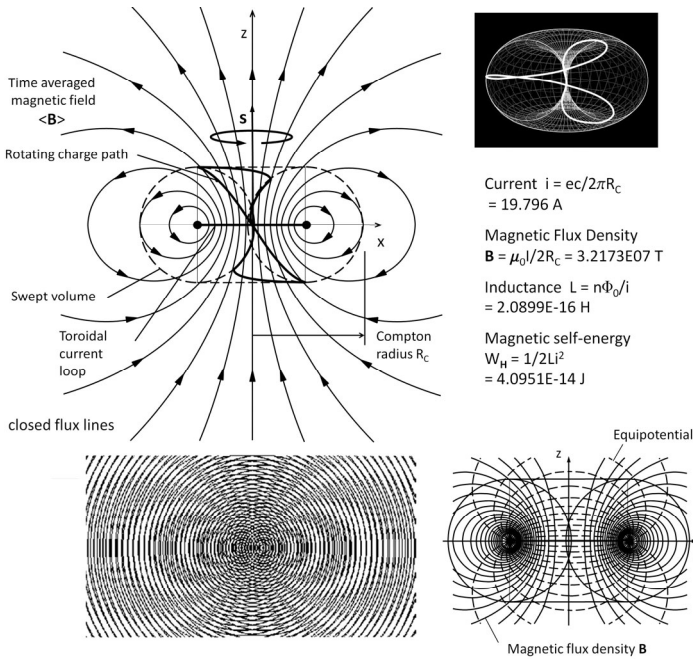 z
Time averaged
magnetic field
<B>
S
Rotating charge path
x
Swept volume
Toroidal
current
loop
Compton
radius R_C
closed flux lines
Current i = ec/2πR_C
= 19.796 A
Magnetic Flux Density
B = μ₀I/2R_C = 3.2173E07 T
Inductance L = nΦ₀/i
= 2.0899E-16 H
Magnetic self-energy
W_H = 1/2Li²
= 4.0951E-14 J
Equipotential
z
Magnetic flux density B